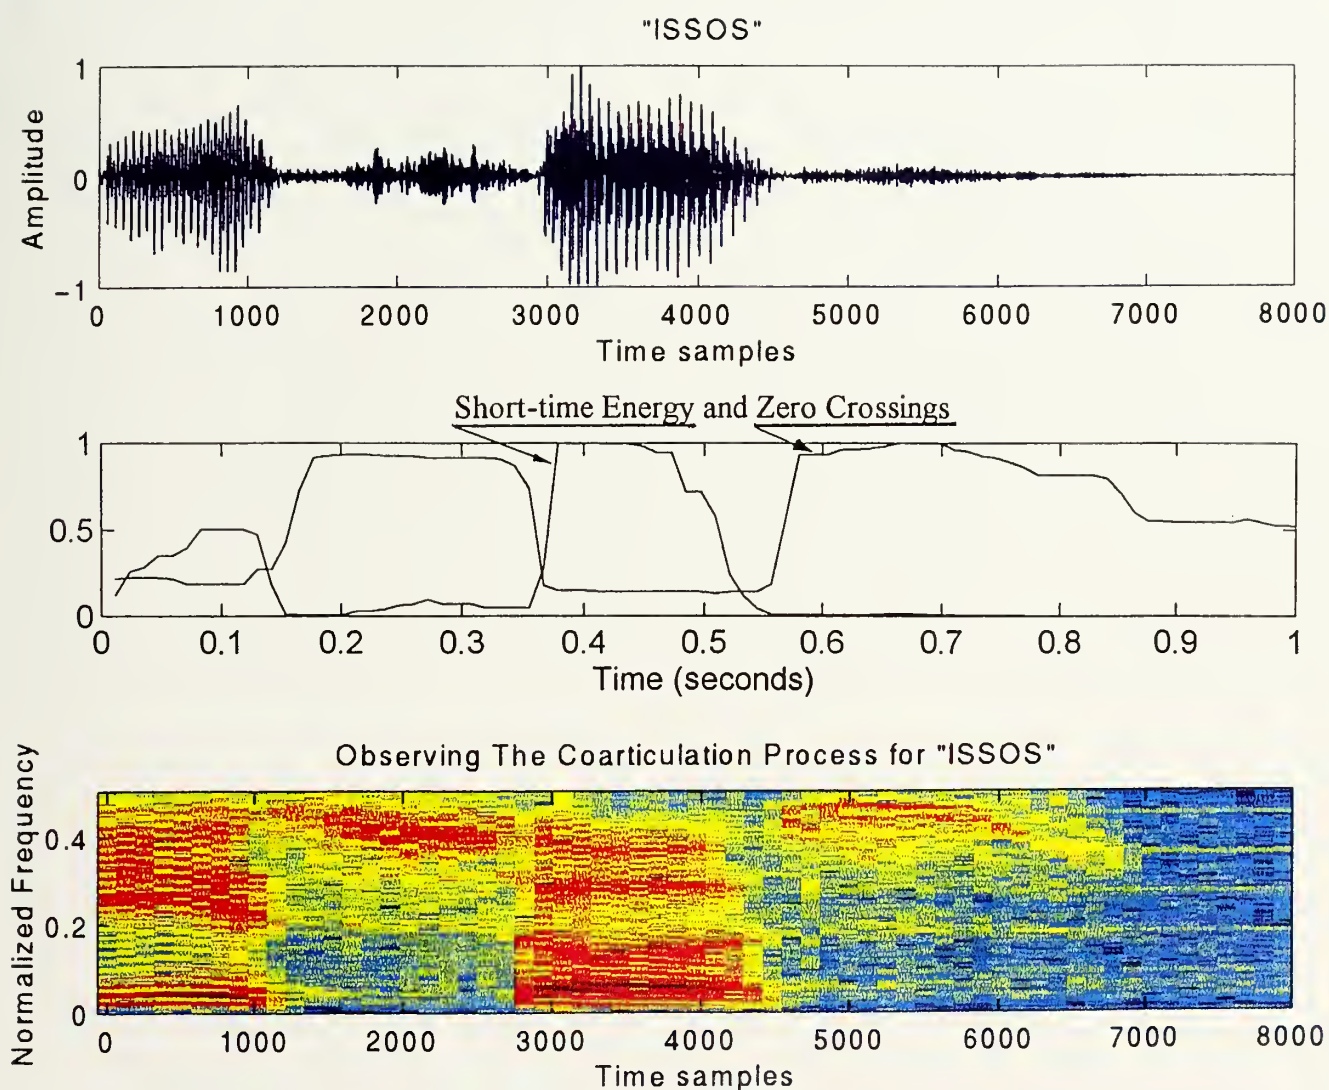 "ISSOS"
1
0
−1
Amplitude
0 1000 2000 3000 4000 5000 6000 7000 8000
Time samples
Short-time Energy and Zero Crossings
1
0.5
0
0 0.1 0.2 0.3 0.4 0.5 0.6 0.7 0.8 0.9 1
Time (seconds)
Observing The Coarticulation Process for "ISSOS"
Normalized Frequency
0.4
0.2
0
0 1000 2000 3000 4000 5000 6000 7000 8000
Time samples